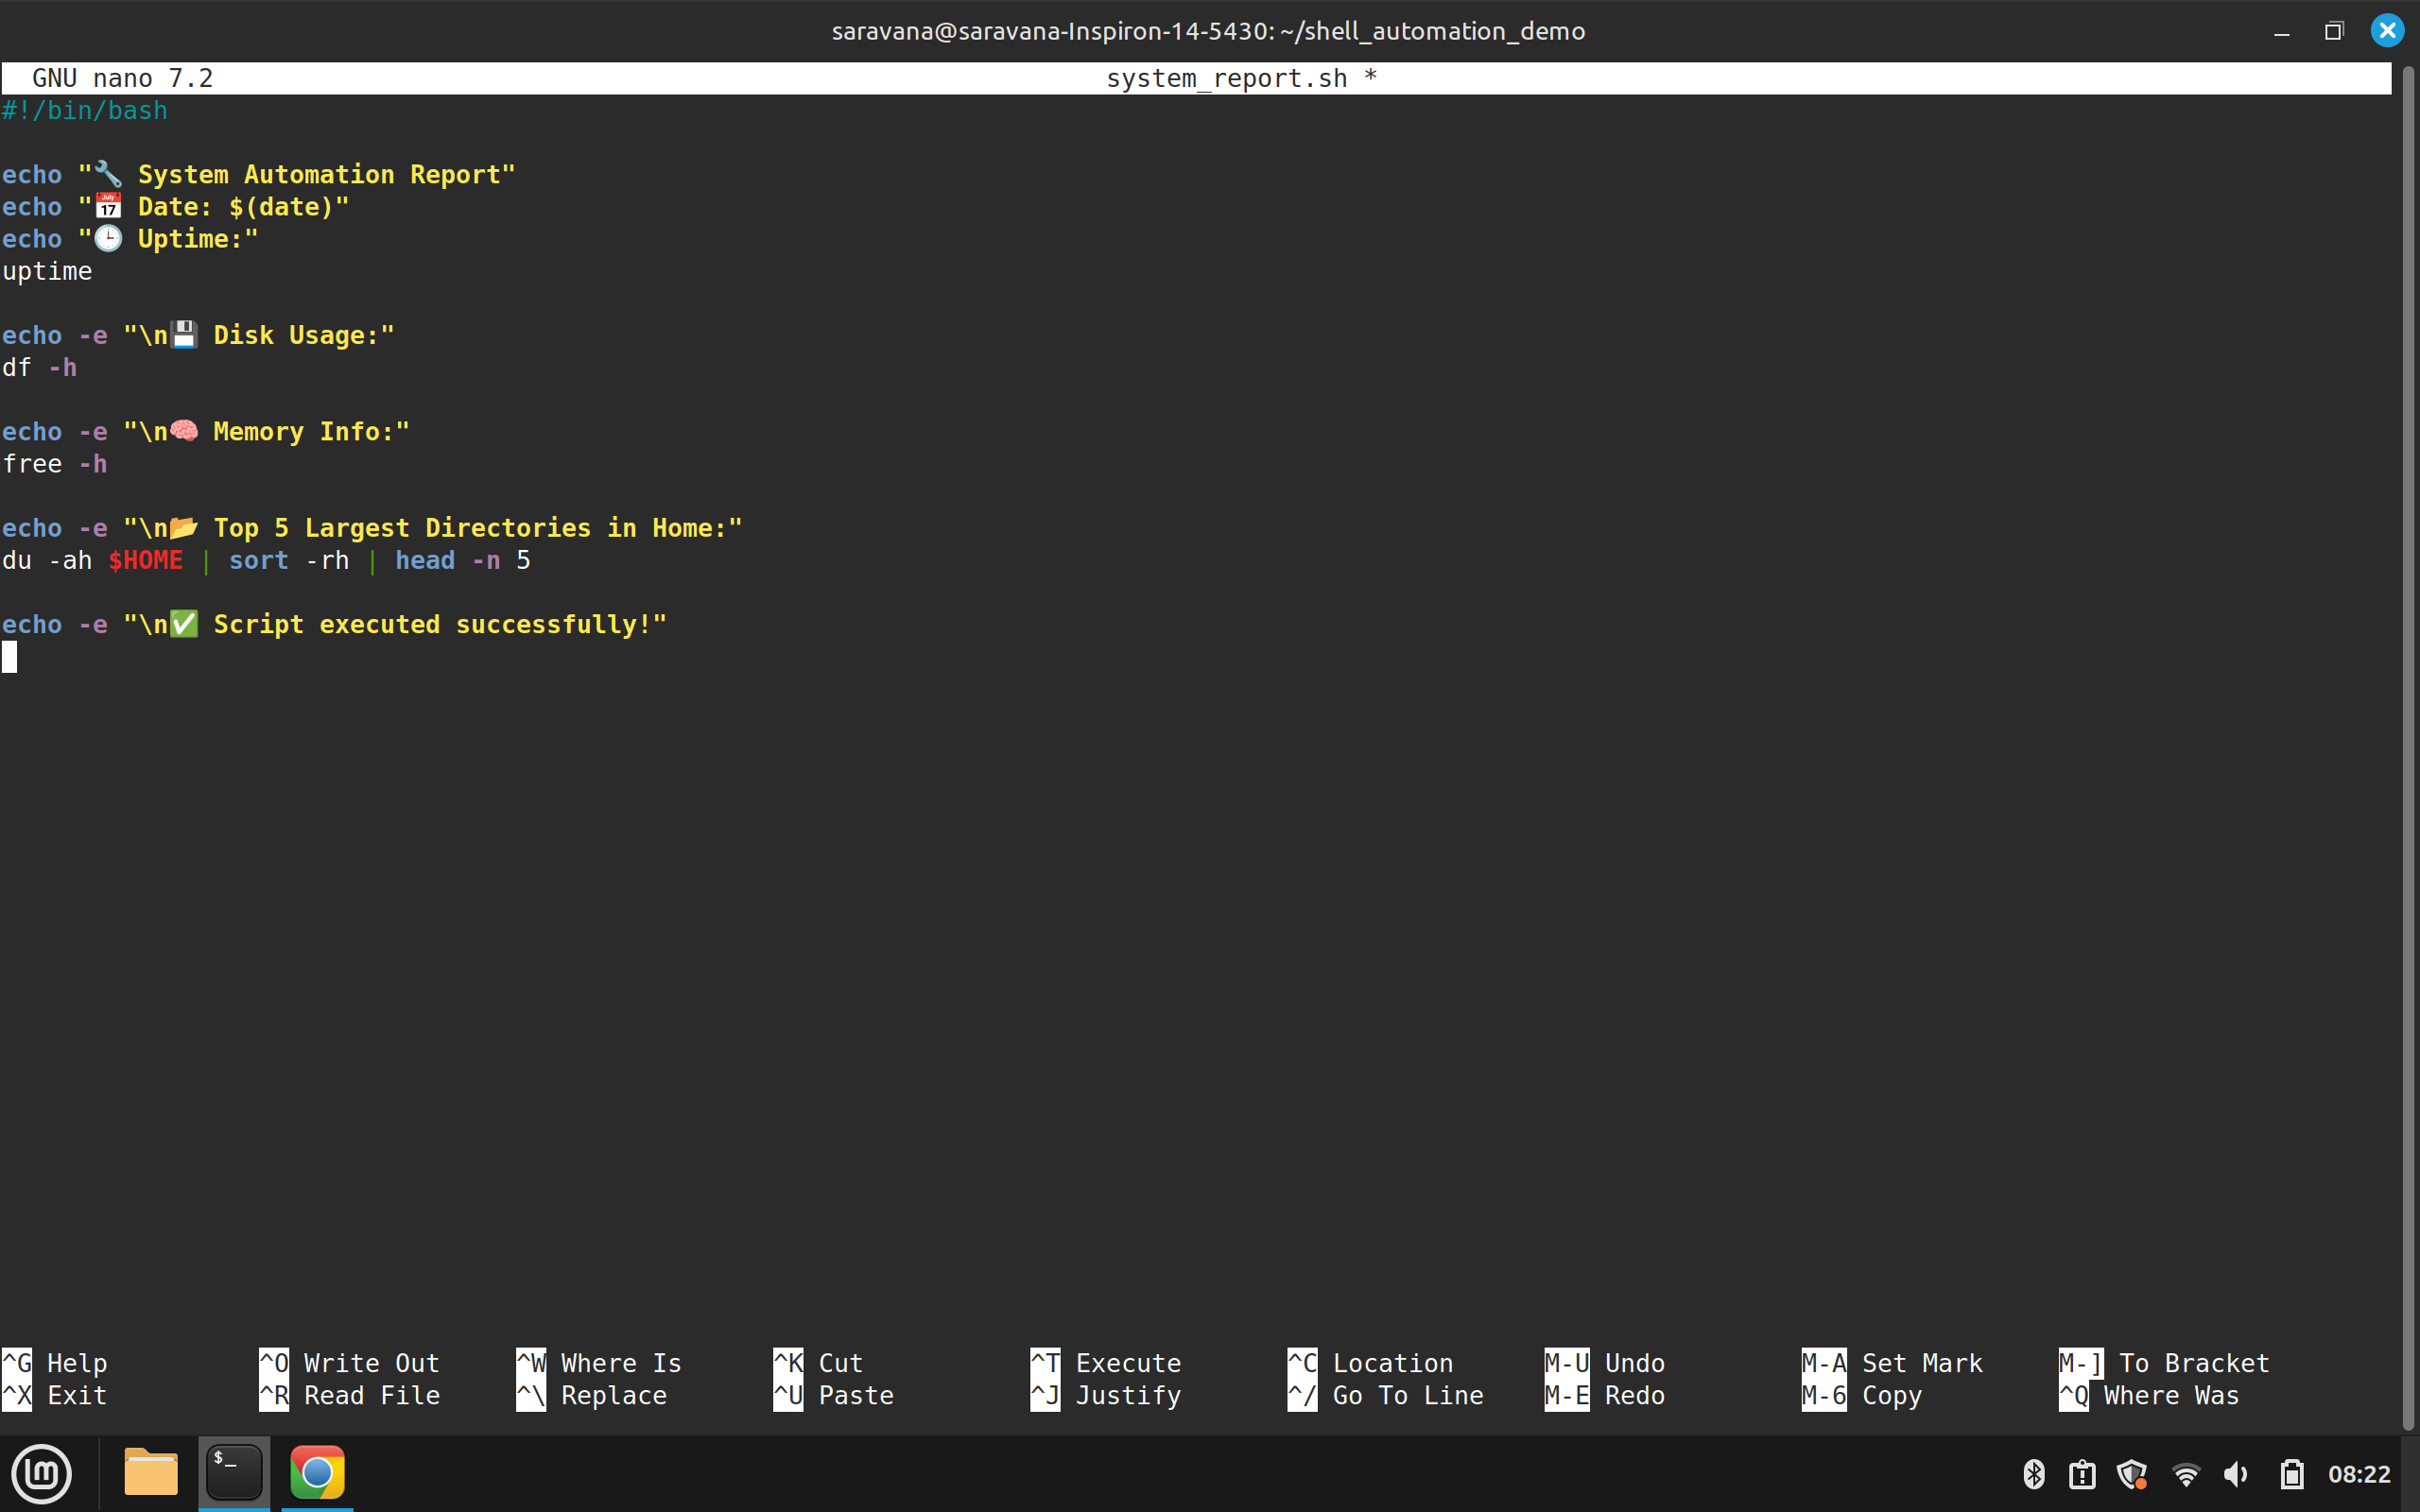 saravana@saravana-Inspiron-14-5430: ~/shell_automation_demo
GNU nano 7.2 system_report.sh *
#!/bin/bash
echo "🔧 System Automation Report"
echo "📅 Date: $(date)"
echo "🕒 Uptime:"
uptime
echo -e "\n💾 Disk Usage:"
df -h
echo -e "\n🧠 Memory Info:"
free -h
echo -e "\n📂 Top 5 Largest Directories in Home:"
du -ah $HOME | sort -rh | head -n 5
echo -e "\n✅ Script executed successfully!"
^G Help ^O Write Out ^W Where Is ^K Cut ^T Execute ^C Location M-U Undo M-A Set Mark M-] To Bracket
^X Exit ^R Read File ^\ Replace ^U Paste ^J Justify ^/ Go To Line M-E Redo M-6 Copy ^Q Where Was
$_
08:22